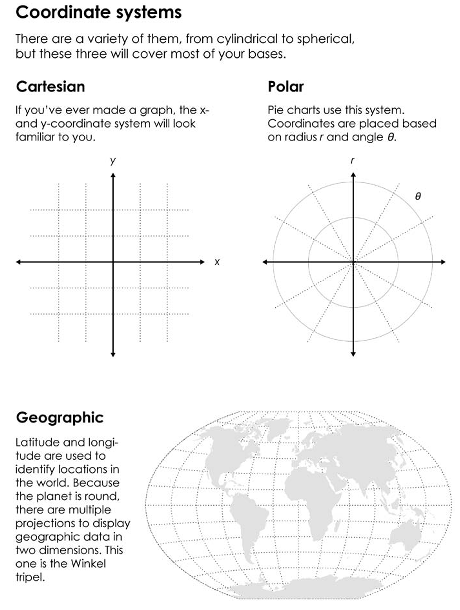 Coordinate systems
There are a variety of them, from cylindrical to spherical,
but these three will cover most of your bases.
Cartesian
If you've ever made a graph, the x-
and y-coordinate system will look
familiar to you.
y
x
Polar
Pie charts use this system.
Coordinates are placed based
on radius r and angle θ.
r
θ
Geographic
Latitude and longi-
tude are used to
identify locations in
the world. Because
the planet is round,
there are multiple
projections to display
geographic data in
two dimensions. This
one is the Winkel
tripel.